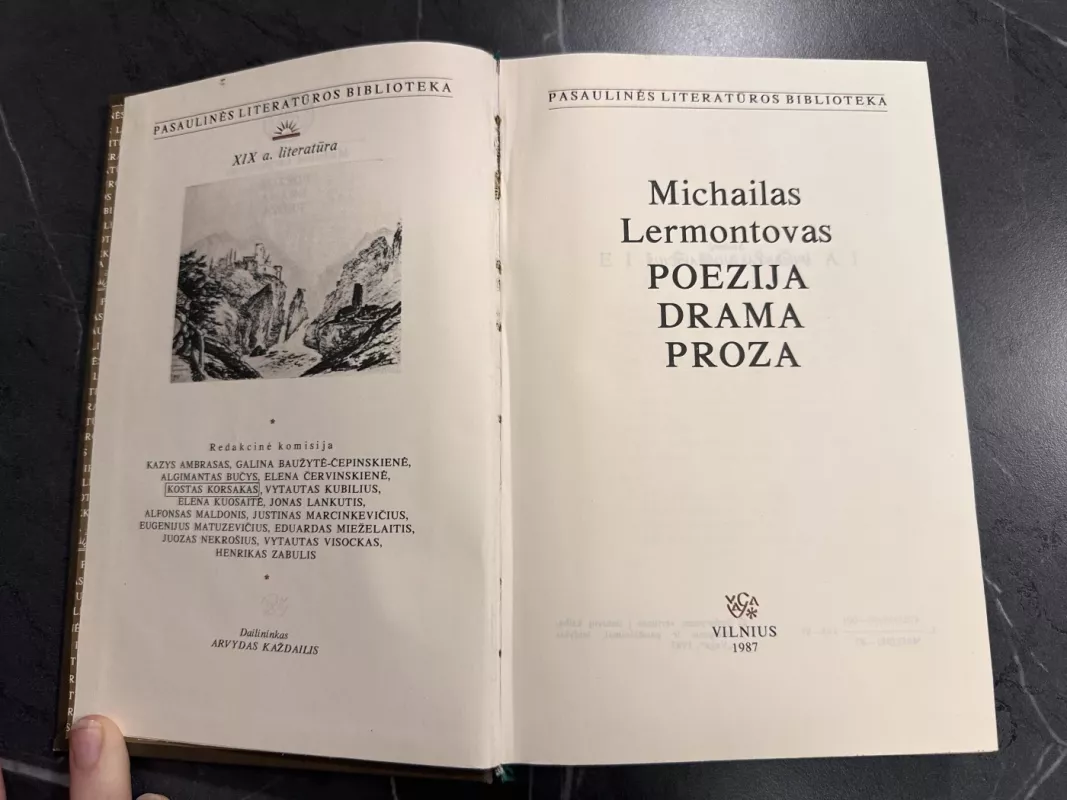 PASAULINĖS LITERATŪROS BIBLIOTEKA
XIX a. literatūra
*
Redakcinė komisija
KAZYS AMBRASAS, GALINA BAUŽYTĖ-ČEPINSKIENĖ,
ALGIMANTAS BUČYS, ELENA ČERVINSKIENĖ,
KOSTAS KORSAKAS, VYTAUTAS KUBILIUS,
ELENA KUOSAITĖ, JONAS LANKUTIS,
ALFONSAS MALDONIS, JUSTINAS MARCINKEVIČIUS,
EUGENIJUS MATUZEVIČIUS, EDUARDAS MIEŽELAITIS,
JUOZAS NEKROŠIUS, VYTAUTAS VISOCKAS,
HENRIKAS ZABULIS
*
Dailininkas
ARVYDAS KAŽDAILIS
PASAULINĖS LITERATŪROS BIBLIOTEKA
Michailas
Lermontovas
POEZIJA
DRAMA
PROZA
VILNIUS
1987